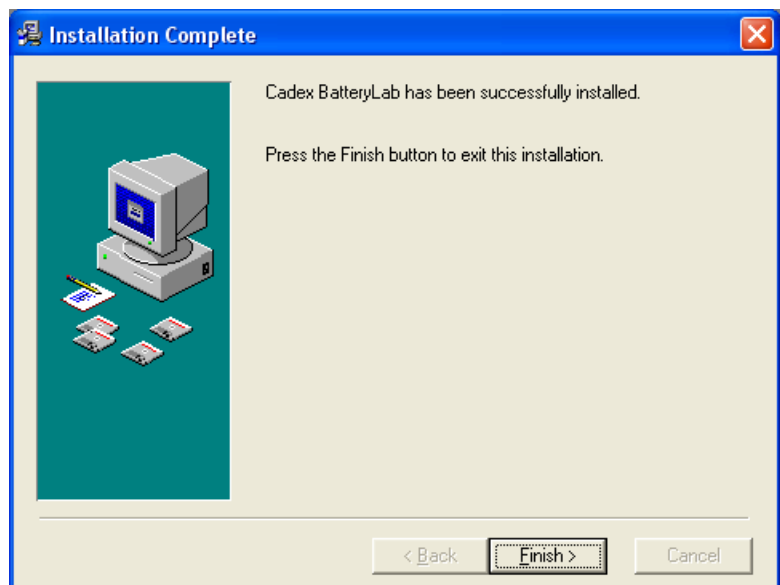 Installation Complete
Cadex BatteryLab has been successfully installed.
Press the Finish button to exit this installation.
< Back
Finish >
Cancel